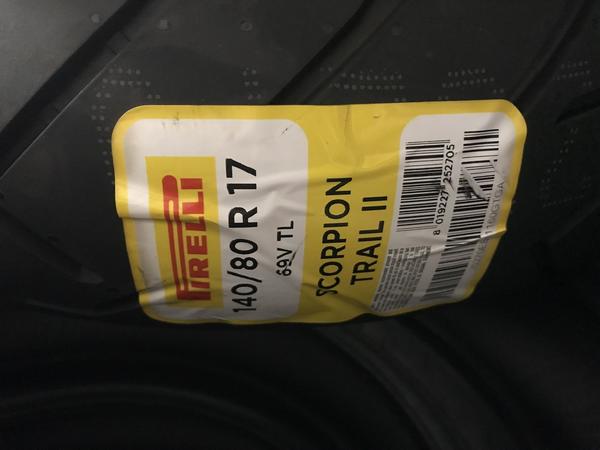 PIRELLI
140/80 R 17
69V TL
SCORPION
TRAIL II
8 019227 252705